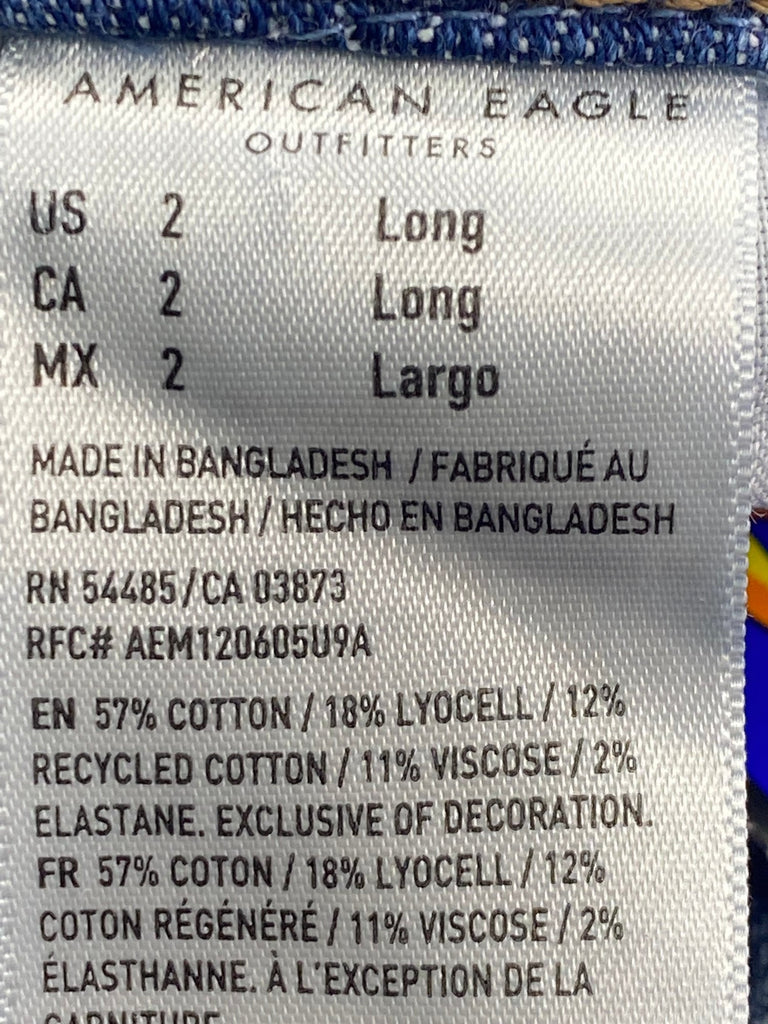 AMERICAN EAGLE
OUTFITTERS
US 2 Long
CA 2 Long
MX 2 Largo
MADE IN BANGLADESH / FABRIQUÉ AU
BANGLADESH / HECHO EN BANGLADESH
RN 54485/CA 03873
RFC# AEM120605U9A
EN 57% COTTON / 18% LYOCELL / 12%
RECYCLED COTTON / 11% VISCOSE / 2%
ELASTANE. EXCLUSIVE OF DECORATION.
FR 57% COTON / 18% LYOCELL / 12%
COTON RÉGÉNÉRÉ / 11% VISCOSE / 2%
ÉLASTHANNE. À L'EXCEPTION DE LA
GARNITURE